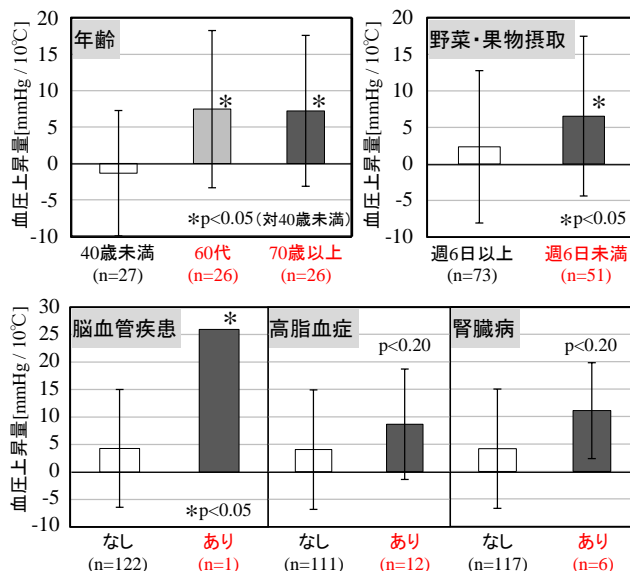 年齢
血圧上昇量[mmHg / 10℃]
20
15
10
5
0
-5
-10
*
*
*p<0.05(対40歳未満)
40歳未満
(n=27)
60代
(n=26)
70歳以上
(n=26)
野菜・果物摂取
血圧上昇量[mmHg / 10℃]
20
15
10
5
0
-5
-10
*
*p<0.05
週6日以上
(n=73)
週6日未満
(n=51)
血圧上昇量[mmHg / 10℃]
30
25
20
15
10
5
0
-5
-10
脳血管疾患
*
*p<0.05
なし
(n=122)
あり
(n=1)
高脂血症
p<0.20
なし
(n=111)
あり
(n=12)
腎臓病
p<0.20
なし
(n=117)
あり
(n=6)